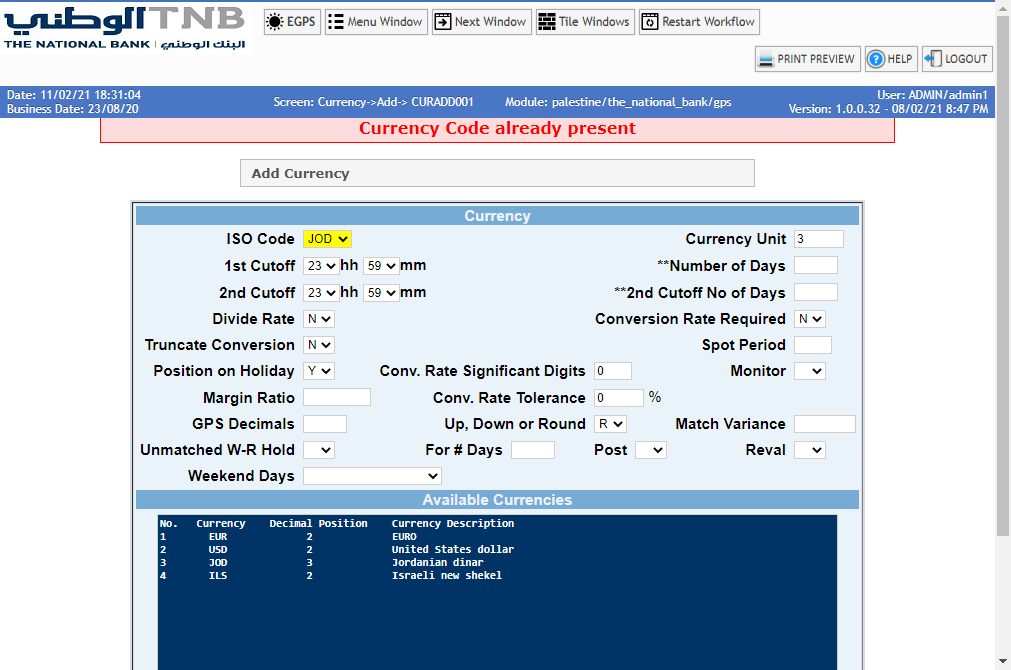 الوطني TNB
THE NATIONAL BANK | البنك الوطني
EGPS Menu Window Next Window Tile Windows Restart Workflow
PRINT PREVIEW HELP LOGOUT
Date: 11/02/21 18:31:04 User: ADMIN/admin1
Screen: Currency->Add-> CURADD001 Module: palestine/the_national_bank/gps
Business Date: 23/08/20 Version: 1.0.0.32 - 08/02/21 8:47 PM
Currency Code already present
Add Currency
Currency
ISO Code JOD Currency Unit 3
1st Cutoff 23 hh 59 mm **Number of Days
2nd Cutoff 23 hh 59 mm **2nd Cutoff No of Days
Divide Rate N Conversion Rate Required N
Truncate Conversion N Spot Period
Position on Holiday Y Conv. Rate Significant Digits 0 Monitor
Margin Ratio Conv. Rate Tolerance 0 %
GPS Decimals Up, Down or Round R Match Variance
Unmatched W-R Hold For # Days Post Reval
Weekend Days
Available Currencies
No. Currency Decimal Position Currency Description
1 EUR 2 EURO
2 USD 2 United States dollar
3 JOD 3 Jordanian dinar
4 ILS 2 Israeli new shekel